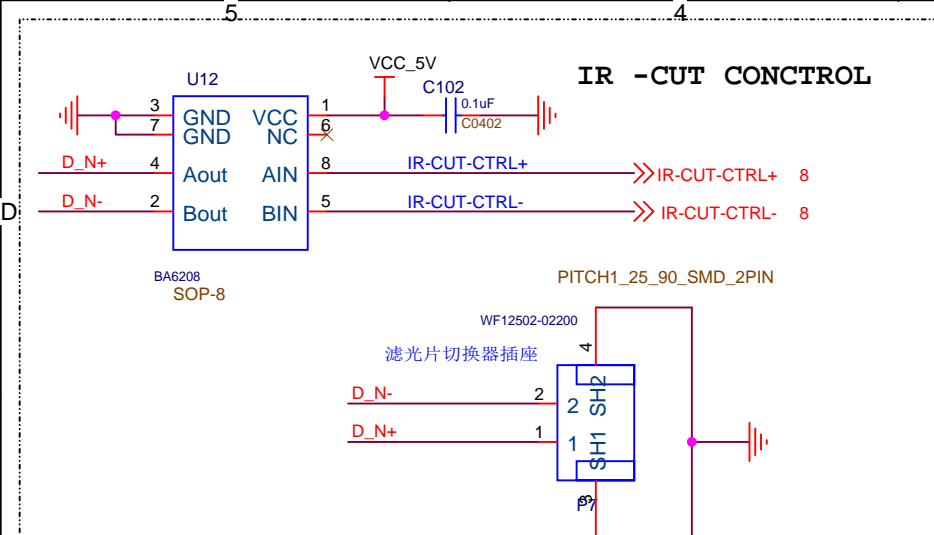 5
4
VCC_5V
IR -CUT CONCTROL
U12
C102
0.1uF
C0402
3
GND
VCC
1
7
GND
NC
6
D_N+
4
Aout
AIN
8
IR-CUT-CTRL+
IR-CUT-CTRL+ 8
D
D_N-
2
Bout
BIN
5
IR-CUT-CTRL-
IR-CUT-CTRL- 8
BA6208
SOP-8
PITCH1_25_90_SMD_2PIN
WF12502-02200
滤光片切换器插座
4
SH2
D_N-
2
2
D_N+
1
1
SH1
3
P7